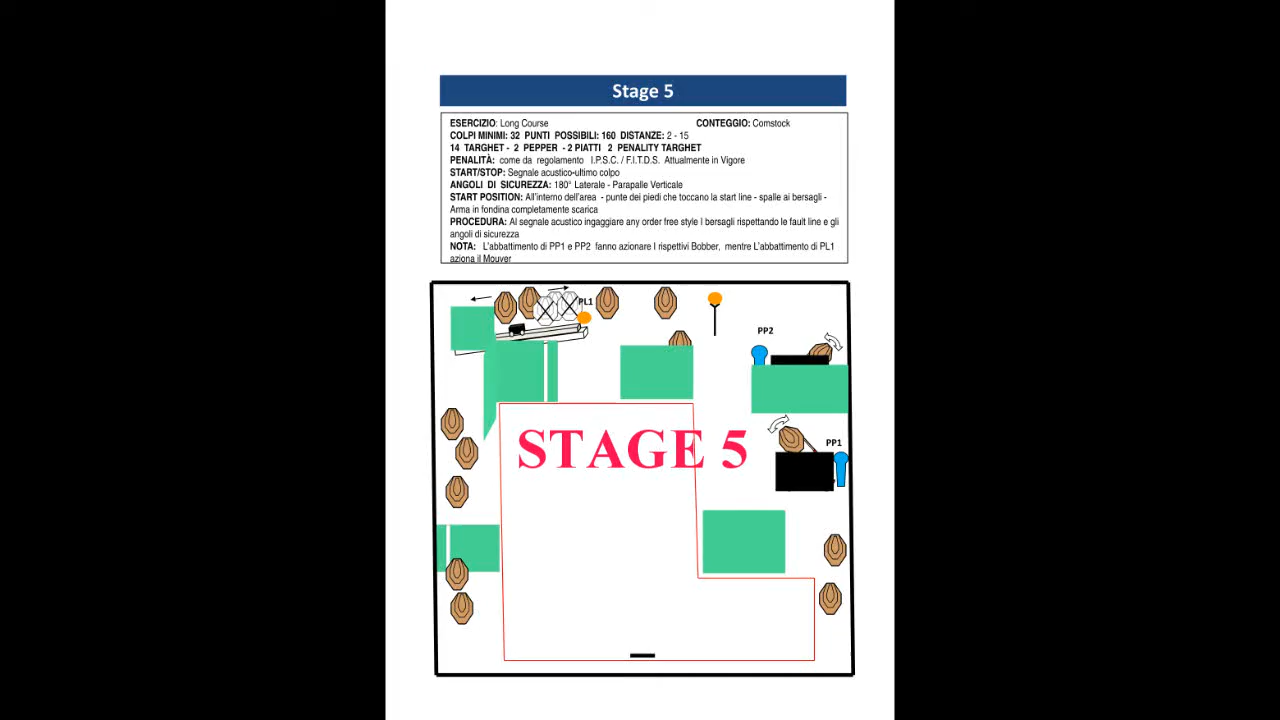 Stage 5
ESERCIZIO: Long Course CONTEGGIO: Comstock
COLPI MINIMI: 32 PUNTI POSSIBILI: 160 DISTANZE: 2 - 15
14 TARGHET - 2 PEPPER - 2 PIATTI 2 PENALITY TARGHET
PENALITÀ: come da regolamento I.P.S.C. / F.I.T.D.S. Attualmente in Vigore
START/STOP: Segnale acustico-ultimo colpo
ANGOLI DI SICUREZZA: 180° Laterale - Parapalle Verticale
START POSITION: All'interno dell'area - punte dei piedi che toccano la start line - spalle ai bersagli -
Arma in fondina completamente scarica
PROCEDURA: Al segnale acustico ingaggiare any order free style I bersagli rispettando le fault line e gli
angoli di sicurezza
NOTA: L'abbattimento di PP1 e PP2 fanno azionare I rispettivi Bobber, mentre L'abbattimento di PL1
aziona il Mouver
PL1
PP2
PP1
STAGE 5